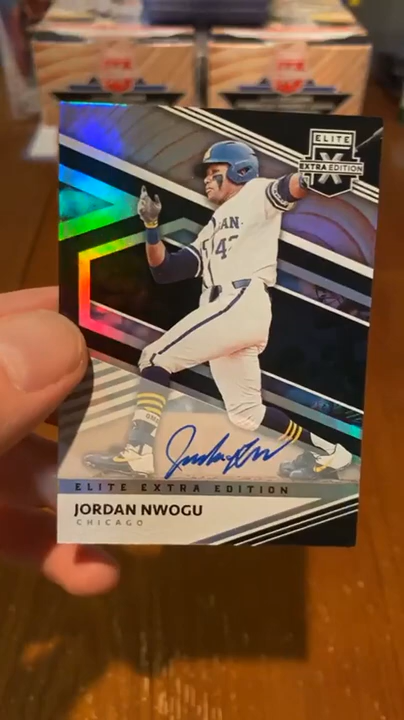 ELITE
X
EXTRA EDITION
ELITE EXTRA EDITION
JORDAN NWOGU
CHICAGO